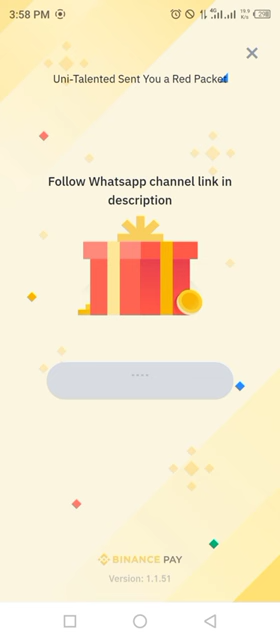 3:58 PM
Uni-Talented Sent You a Red Packet
Follow Whatsapp channel link in
description
BINANCE PAY
Version: 1.1.51